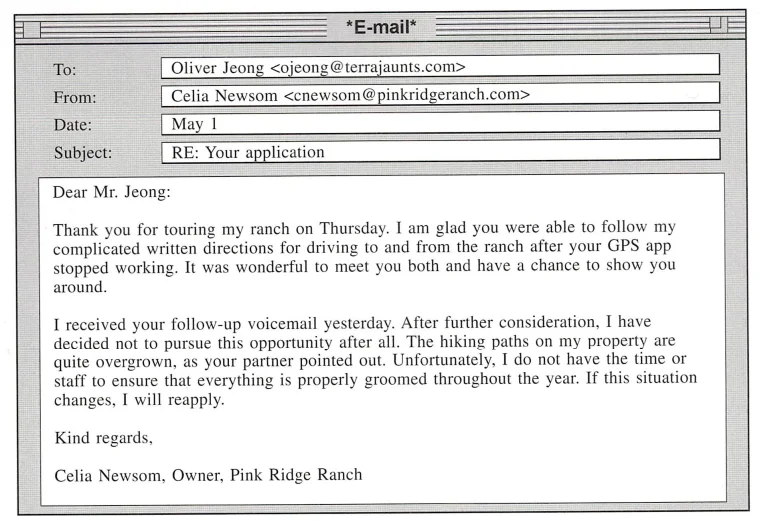 *E-mail*
To: Oliver Jeong <ojeong@terrajaunts.com>
From: Celia Newsom <cnewsom@pinkridgeranch.com>
Date: May 1
Subject: RE: Your application
Dear Mr. Jeong:
Thank you for touring my ranch on Thursday. I am glad you were able to follow my
complicated written directions for driving to and from the ranch after your GPS app
stopped working. It was wonderful to meet you both and have a chance to show you
around.
I received your follow-up voicemail yesterday. After further consideration, I have
decided not to pursue this opportunity after all. The hiking paths on my property are
quite overgrown, as your partner pointed out. Unfortunately, I do not have the time or
staff to ensure that everything is properly groomed throughout the year. If this situation
changes, I will reapply.
Kind regards,
Celia Newsom, Owner, Pink Ridge Ranch